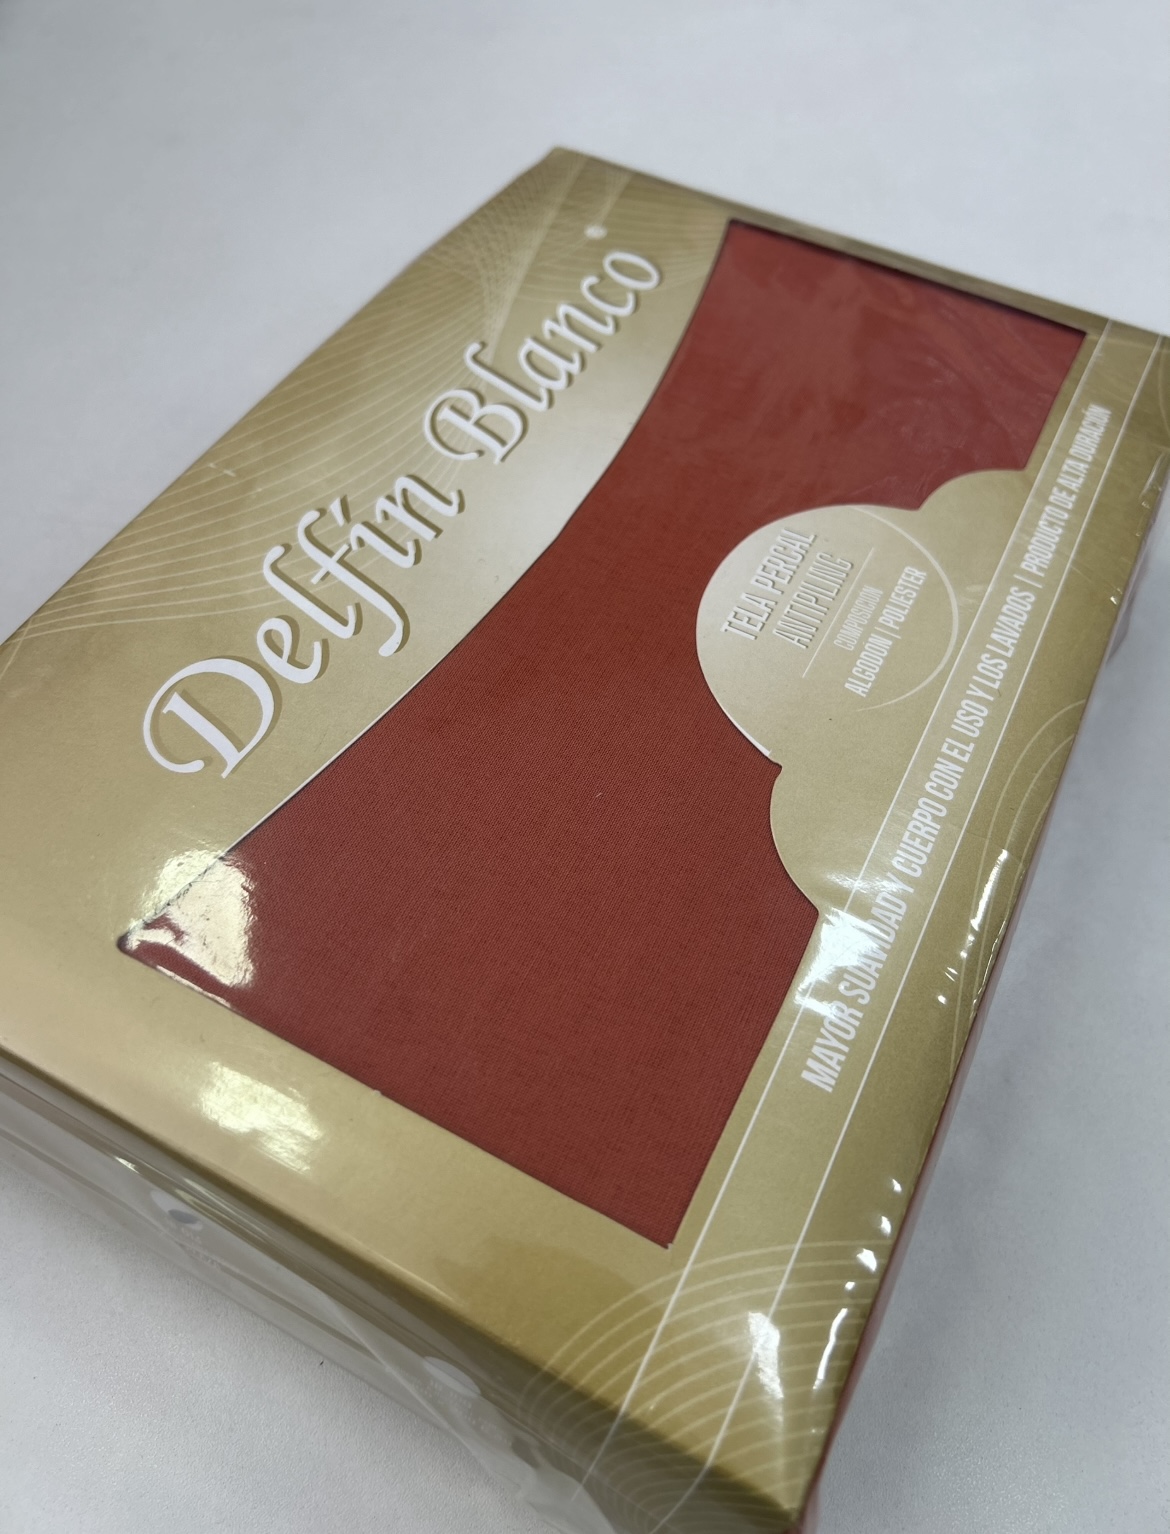 Delfín Blanco®
TELA PERCAL
ANTIPILING
COMPOSICIÓN
ALGODÓN | POLIESTER
MAYOR SUAVIDAD Y CUERPO CON EL USO Y LOS LAVADOS | PRODUCTO DE ALTA DURACIÓN